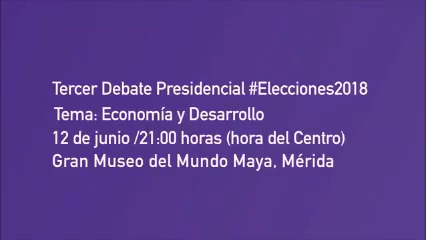 Tercer Debate Presidencial #Elecciones2018
Tema: Economía y Desarrollo
12 de junio /21:00 horas (hora del Centro)
Gran Museo del Mundo Maya, Mérida